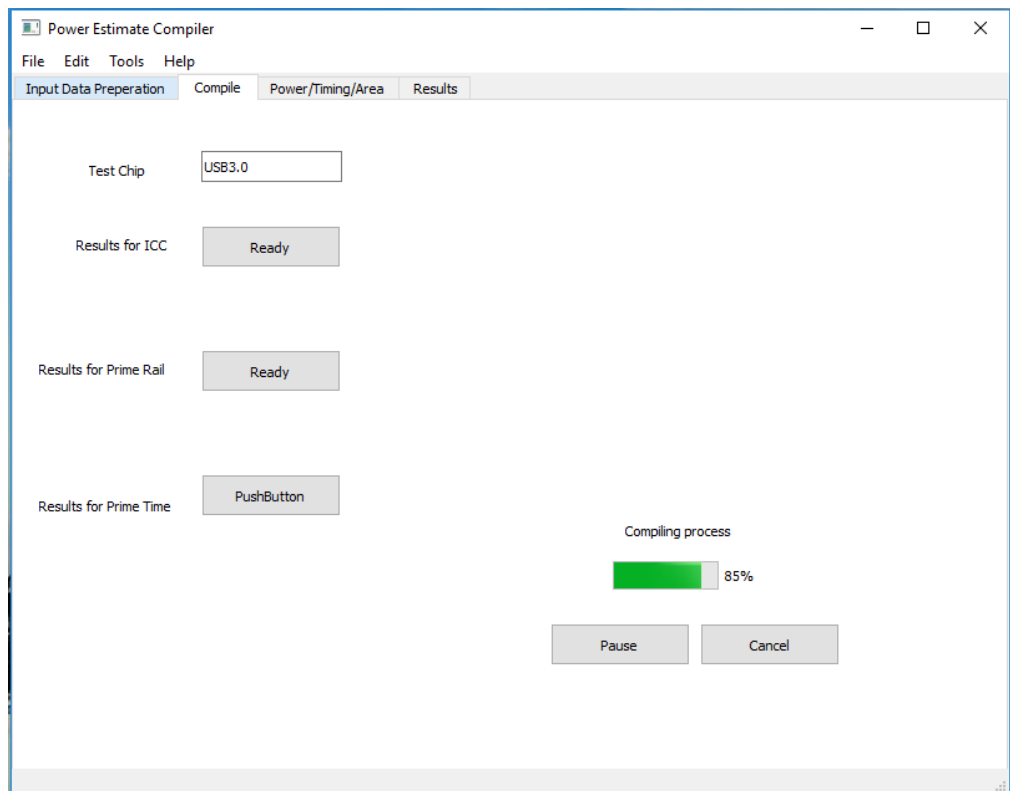 Power Estimate Compiler
File Edit Tools Help
Input Data Preperation Compile Power/Timing/Area Results
Test Chip USB3.0
Results for ICC Ready
Results for Prime Rail Ready
Results for Prime Time PushButton
Compiling process
85%
Pause Cancel